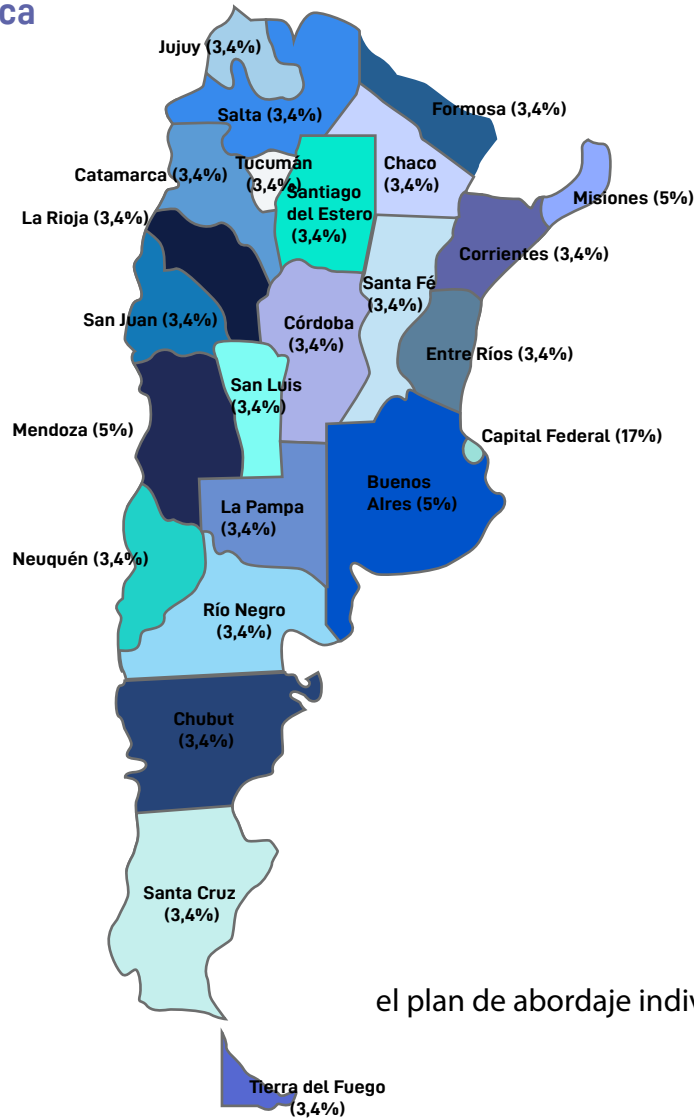 ca
Jujuy (3,4%)
Formosa (3,4%)
Salta (3,4%)
Tucumán
(3,4%)
Chaco
(3,4%)
Catamarca (3,4%)
Santiago
del Estero
(3,4%)
Misiones (5%)
La Rioja (3,4%)
Corrientes (3,4%)
Santa Fé
(3,4%)
San Juan (3,4%)
Córdoba
(3,4%)
Entre Ríos (3,4%)
San Luis
(3,4%)
Mendoza (5%)
Capital Federal (17%)
Buenos
AIres (5%)
La Pampa
(3,4%)
Neuquén (3,4%)
Río Negro
(3,4%)
Chubut
(3,4%)
Santa Cruz
(3,4%)
el plan de abordaje indiv
Tierra del Fuego
(3,4%)